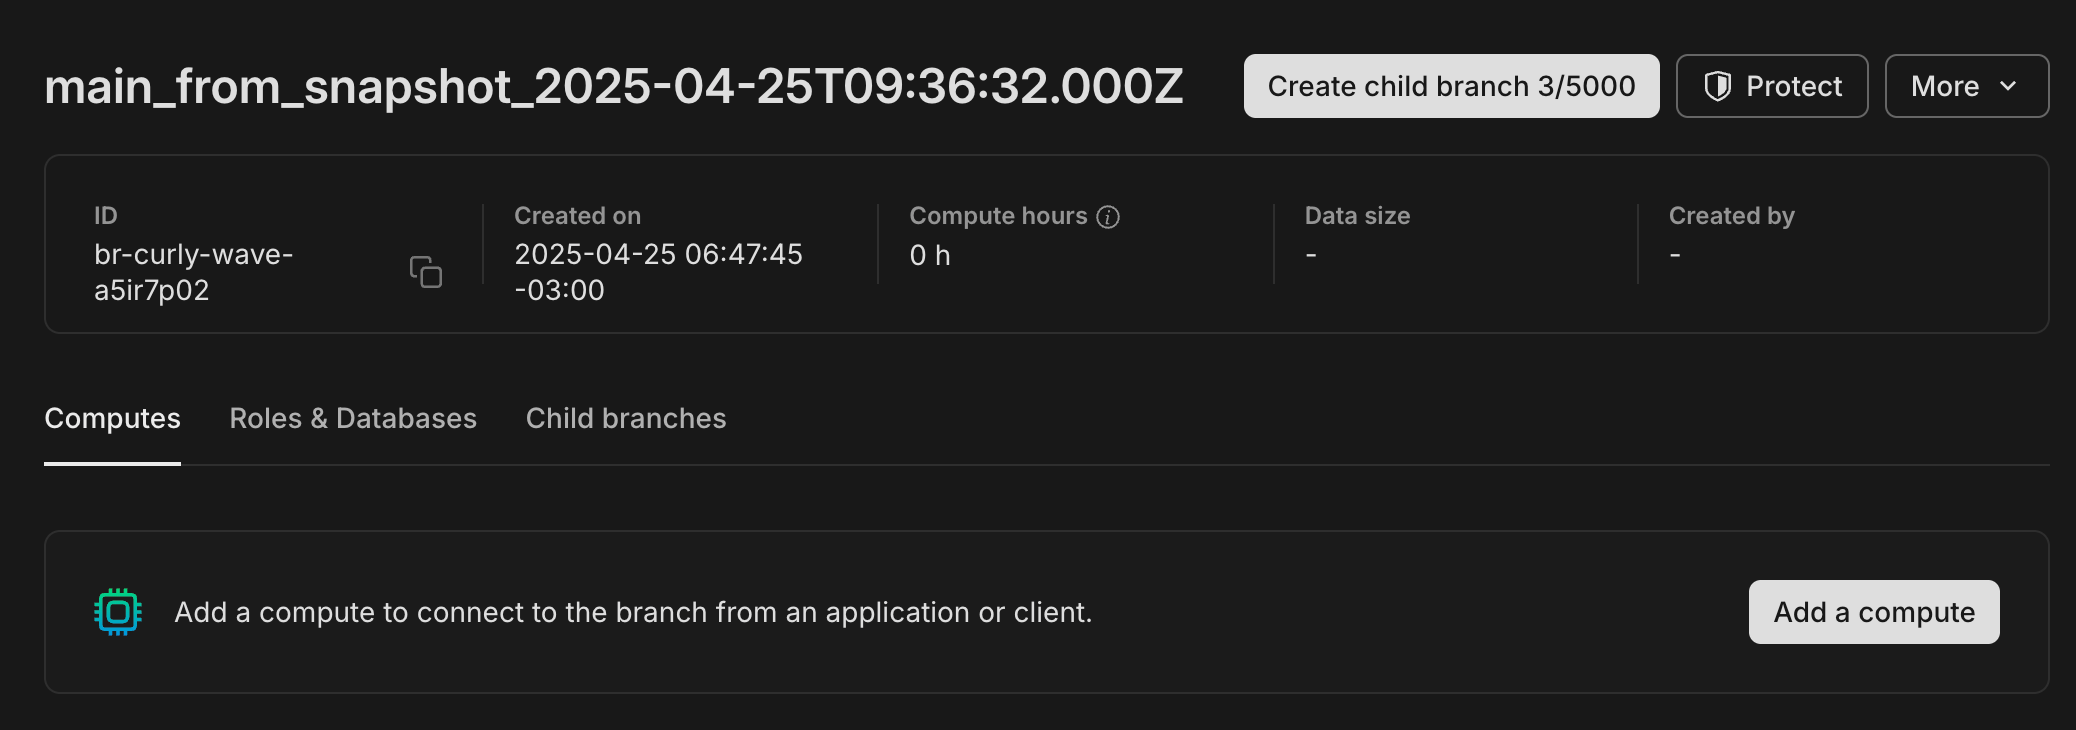 main_from_snapshot_2025-04-25T09:36:32.000Z
Create child branch 3/5000
Protect
More
ID
br-curly-wave-
a5ir7p02
Created on
2025-04-25 06:47:45
-03:00
Compute hours
0 h
Data size
-
Created by
-
Computes
Roles & Databases
Child branches
Add a compute to connect to the branch from an application or client.
Add a compute